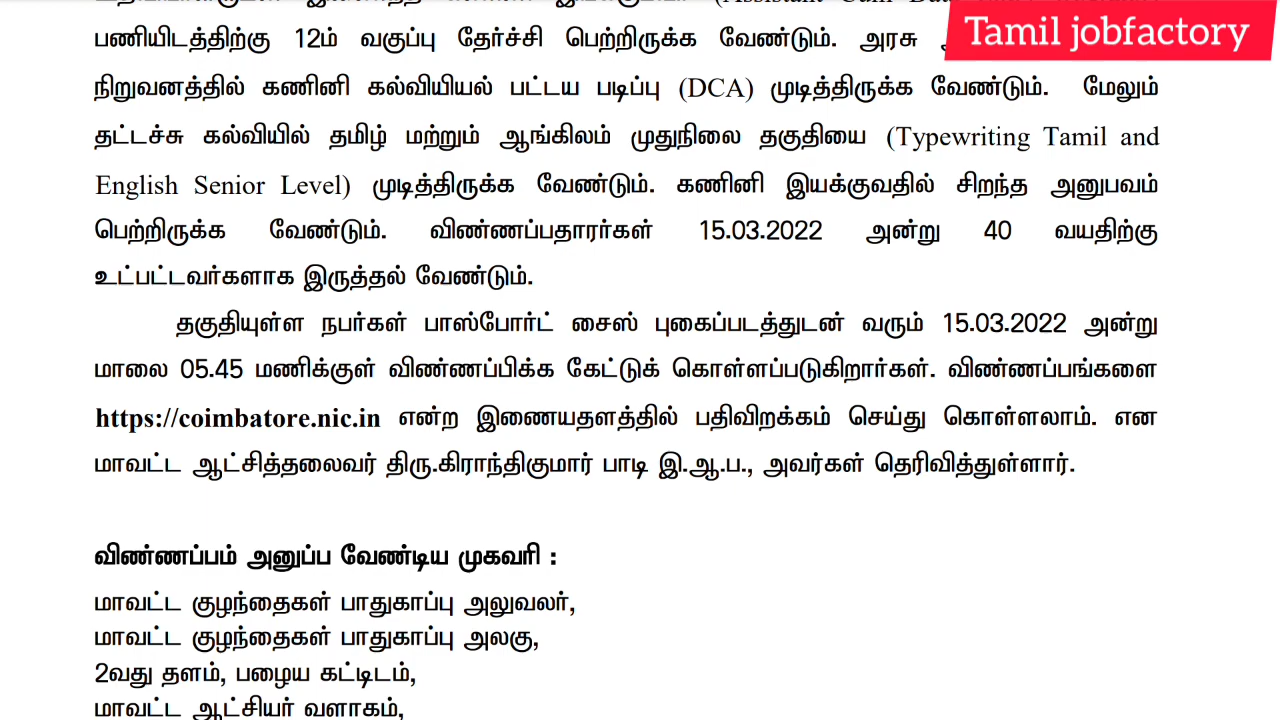 (Assistant Cum Data
Tamil jobfactory
பணியிடத்திற்கு 12ம் வகுப்பு தேர்ச்சி பெற்றிருக்க வேண்டும். அரசு
நிறுவனத்தில் கணினி கல்வியியல் பட்டய படிப்பு (DCA) முடித்திருக்க வேண்டும். மேலும்
தட்டச்சு கல்வியில் தமிழ் மற்றும் ஆங்கிலம் முதுநிலை தகுதியை (Typewriting Tamil and
English Senior Level) முடித்திருக்க வேண்டும். கணினி இயக்குவதில் சிறந்த அனுபவம்
பெற்றிருக்க வேண்டும். விண்ணப்பதாரர்கள் 15.03.2022 அன்று 40 வயதிற்கு
உட்பட்டவர்களாக இருத்தல் வேண்டும்.
தகுதியுள்ள நபர்கள் பாஸ்போர்ட் சைஸ் புகைப்படத்துடன் வரும் 15.03.2022 அன்று
மாலை 05.45 மணிக்குள் விண்ணப்பிக்க கேட்டுக் கொள்ளப்படுகிறார்கள். விண்ணப்பங்களை
https://coimbatore.nic.in என்ற இணையதளத்தில் பதிவிறக்கம் செய்து கொள்ளலாம். என
மாவட்ட ஆட்சித்தலைவர் திரு.கிராந்திகுமார் பாடி இ.ஆ.ப., அவர்கள் தெரிவித்துள்ளார்.
விண்ணப்பம் அனுப்ப வேண்டிய முகவரி :
மாவட்ட குழந்தைகள் பாதுகாப்பு அலுவலர்,
மாவட்ட குழந்தைகள் பாதுகாப்பு அலகு,
2வது தளம், பழைய கட்டிடம்,
மாவட்ட ஆட்சியர் வளாகம்,